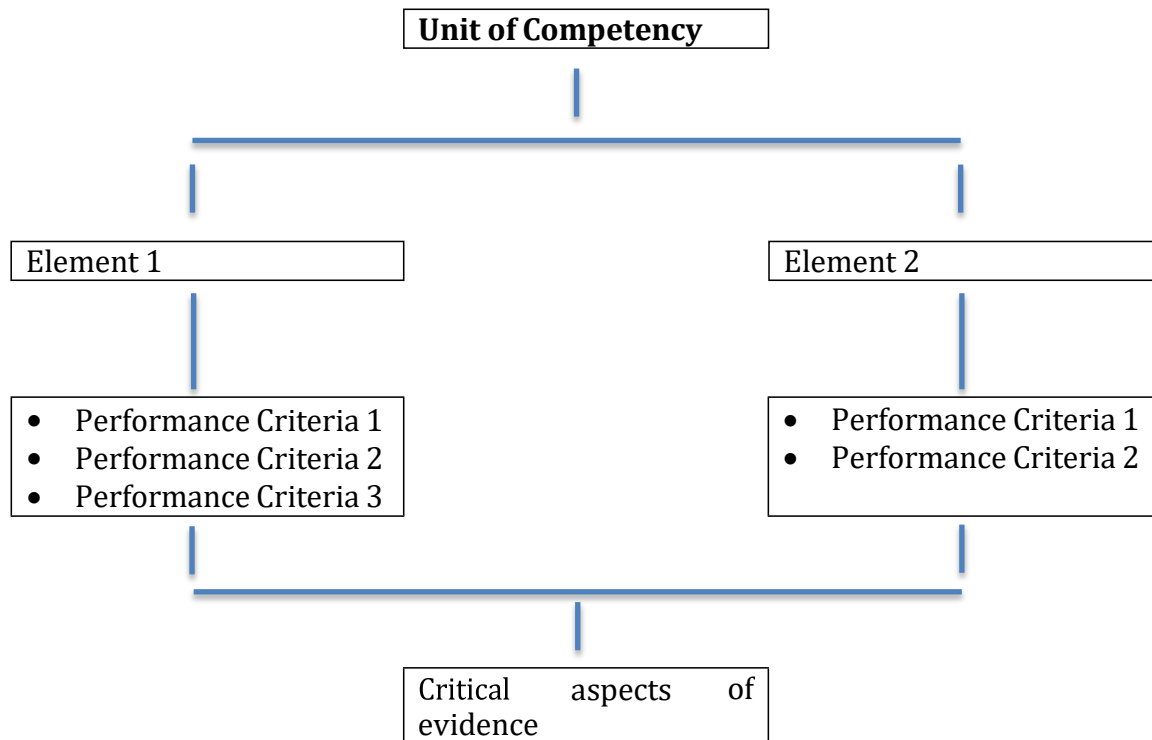 Unit of Competency
Element 1
Element 2
• Performance Criteria 1
• Performance Criteria 2
• Performance Criteria 3
• Performance Criteria 1
• Performance Criteria 2
Critical aspects of
evidence